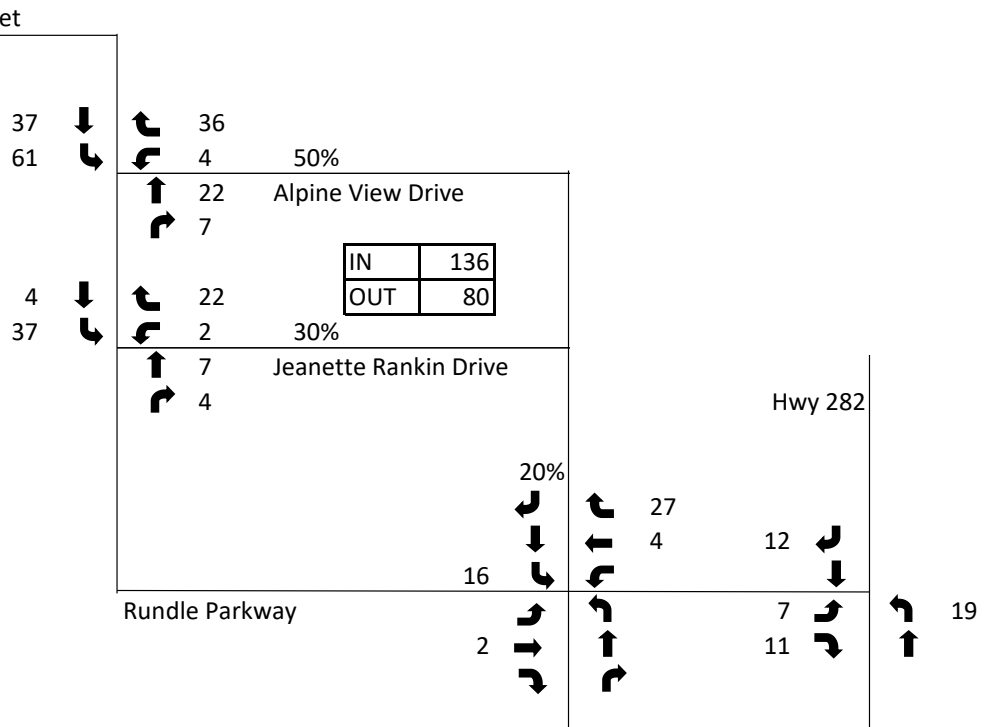 et
37 36
61 4 50%
22 Alpine View Drive
7
IN 136
4 22 OUT 80
37 2 30%
7 Jeanette Rankin Drive
4 Hwy 282
20%
27
4 12
16
Rundle Parkway 7 19
2 11